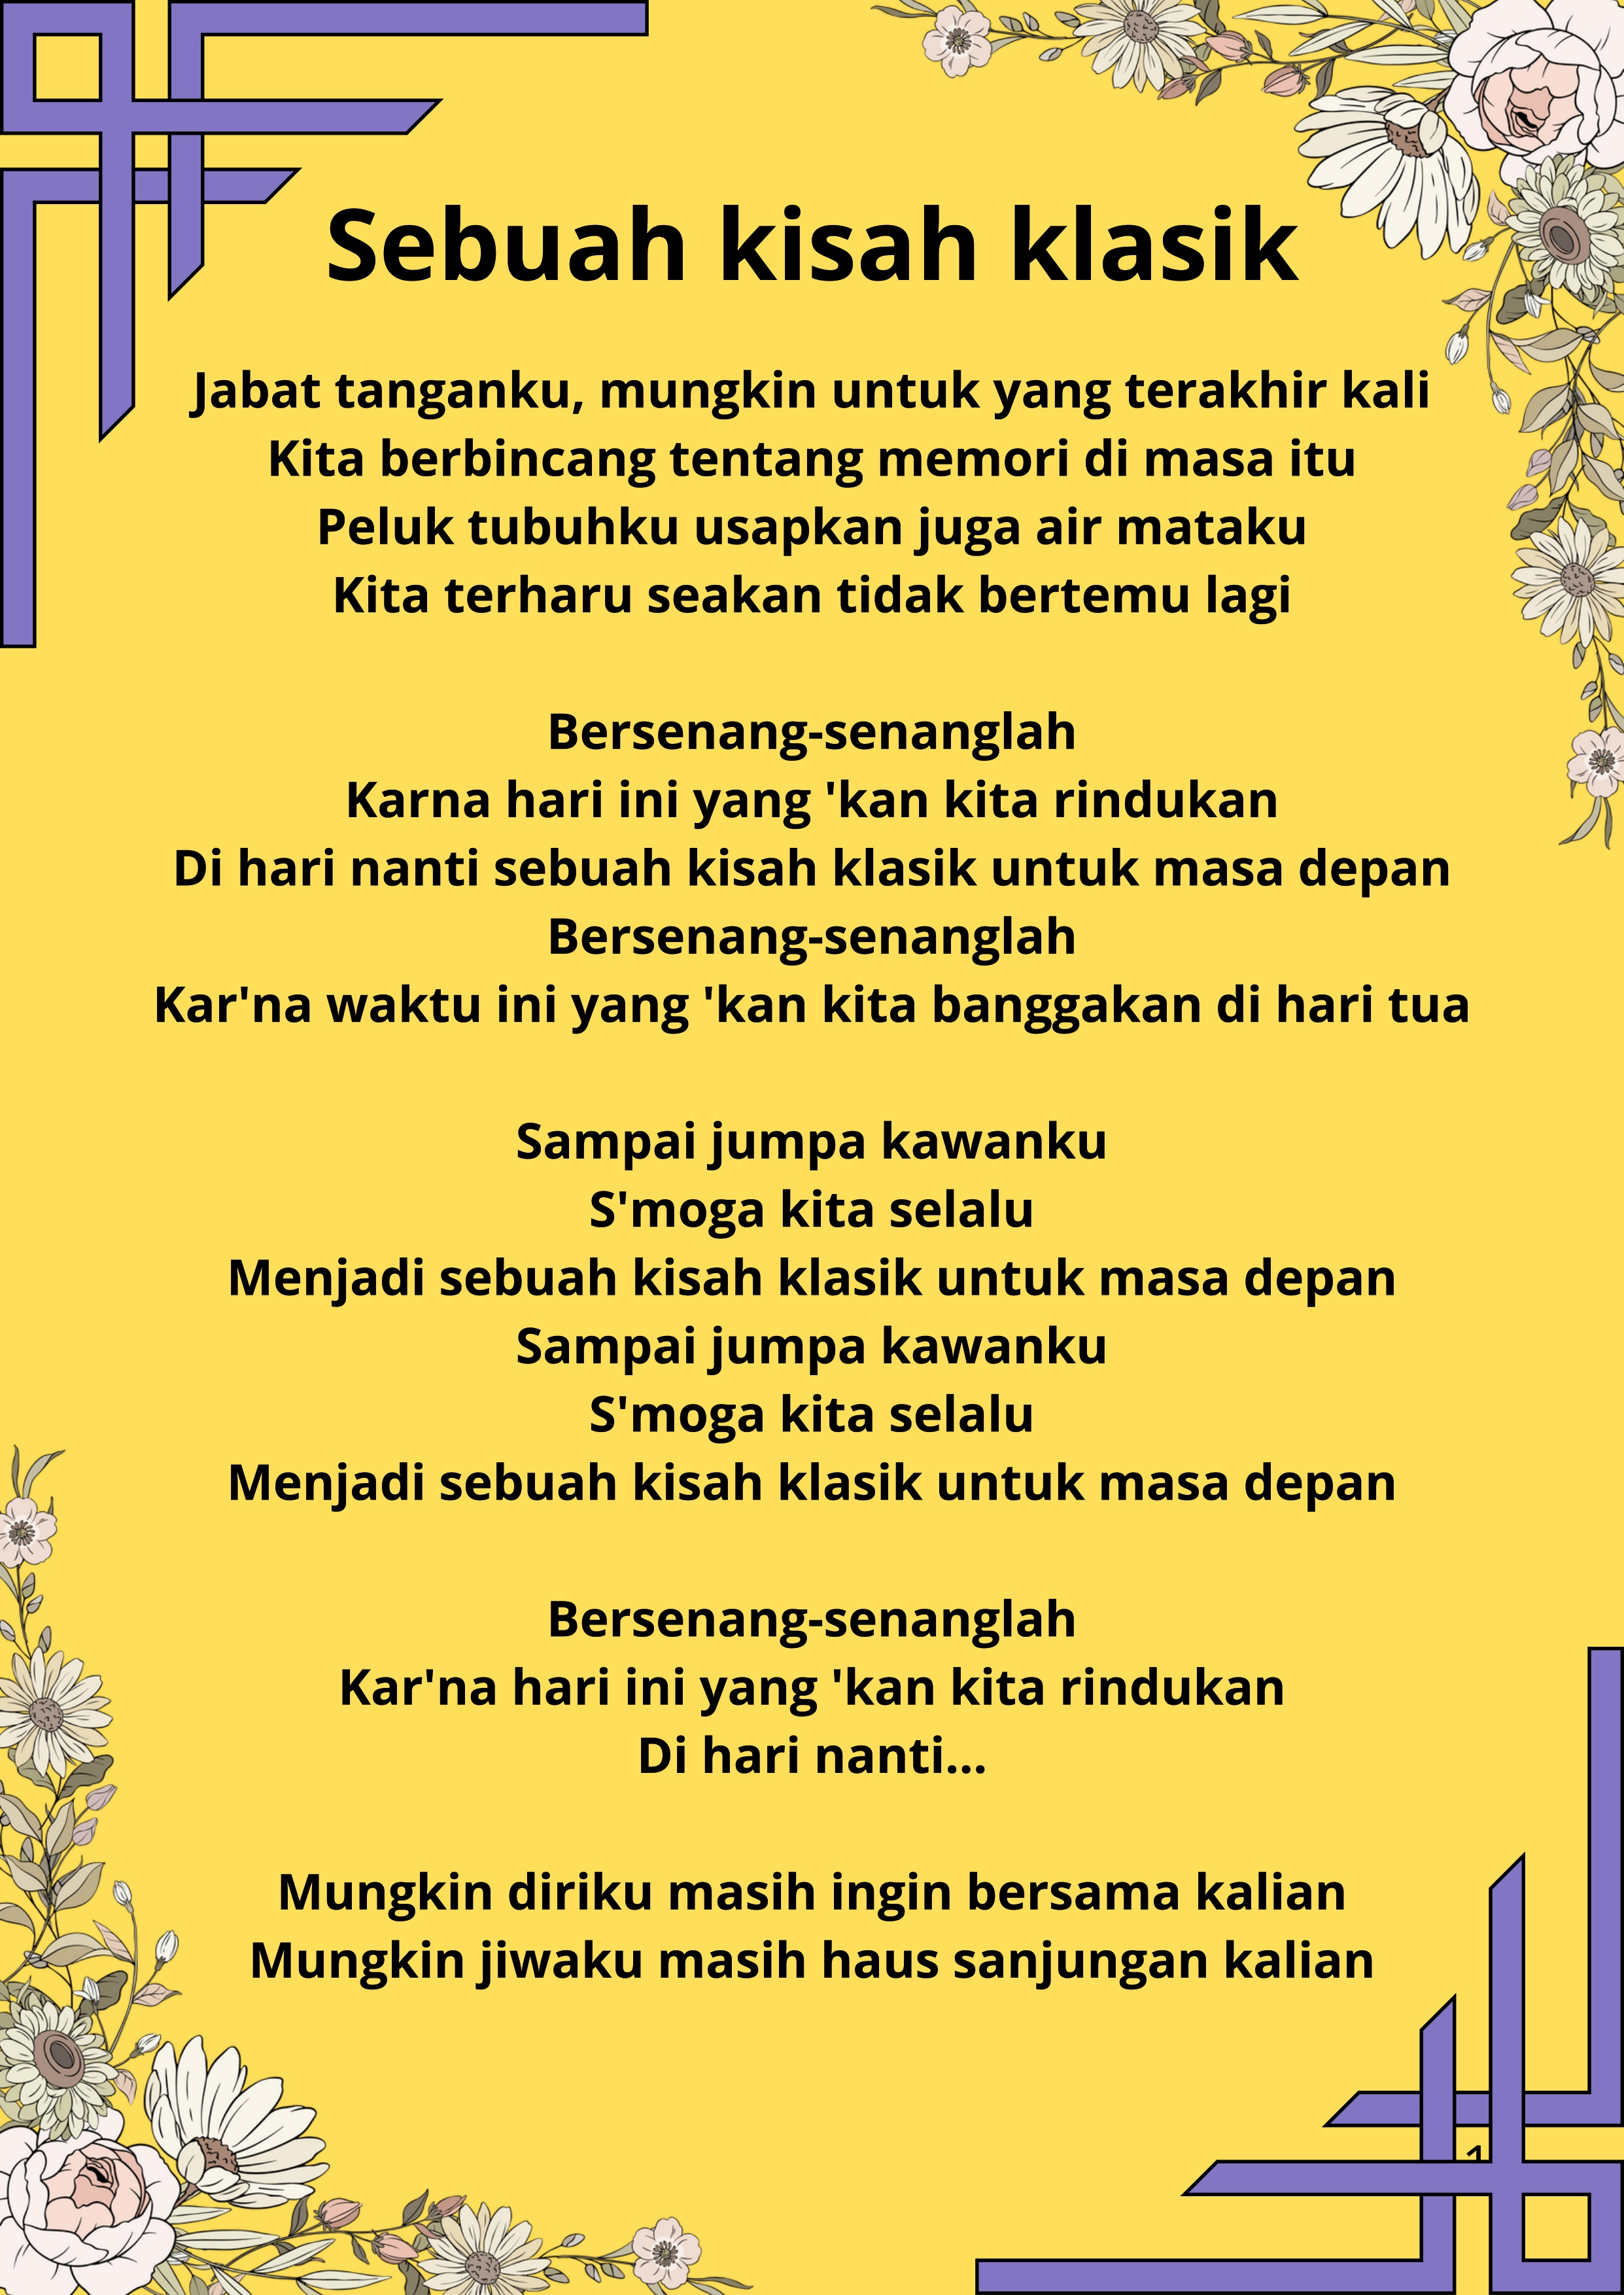 Sebuah kisah klasik
Jabat tanganku, mungkin untuk yang terakhir kali
Kita berbincang tentang memori di masa itu
Peluk tubuhku usapkan juga air mataku
Kita terharu seakan tidak bertemu lagi
Bersenang-senanglah
Karna hari ini yang 'kan kita rindukan
Di hari nanti sebuah kisah klasik untuk masa depan
Bersenang-senanglah
Kar'na waktu ini yang 'kan kita banggakan di hari tua
Sampai jumpa kawanku
S'moga kita selalu
Menjadi sebuah kisah klasik untuk masa depan
Sampai jumpa kawanku
S'moga kita selalu
Menjadi sebuah kisah klasik untuk masa depan
Bersenang-senanglah
Kar'na hari ini yang 'kan kita rindukan
Di hari nanti...
Mungkin diriku masih ingin bersama kalian
Mungkin jiwaku masih haus sanjungan kalian